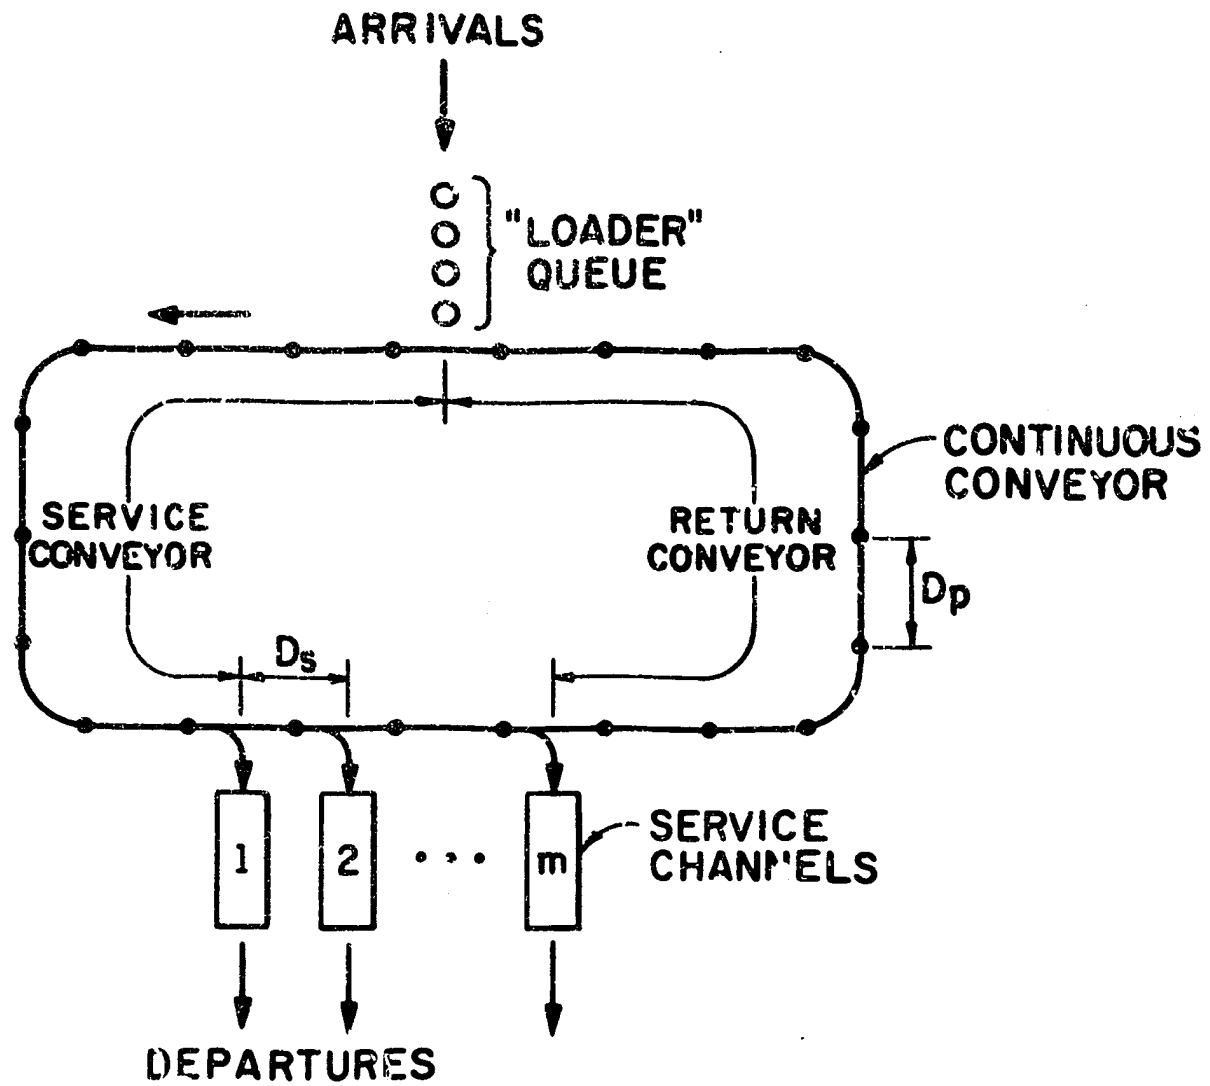 ARRIVALS
"LOADER"
QUEUE
CONTINUOUS
CONVEYOR
SERVICE
CONVEYOR
RETURN
CONVEYOR
Dp
Ds
1
2
m
SERVICE
CHANNELS
DEPARTURES